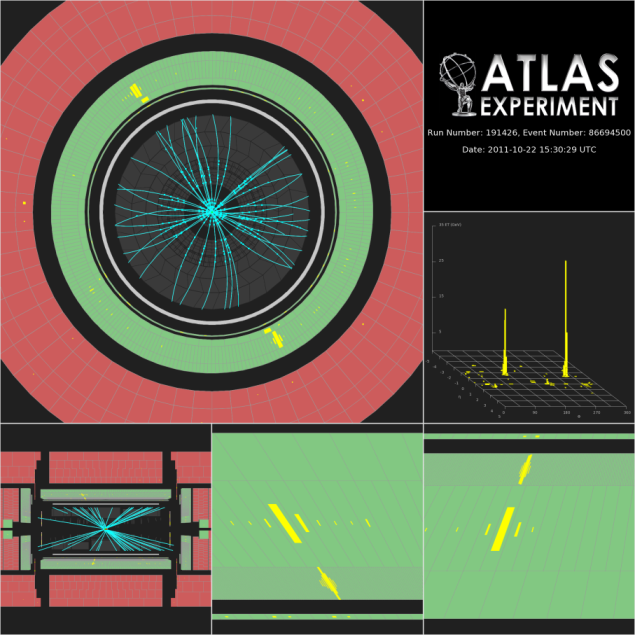 ATLAS
EXPERIMENT
Run Number: 191426, Event Number: 86694500
Date: 2011-10-22 15:30:29 UTC